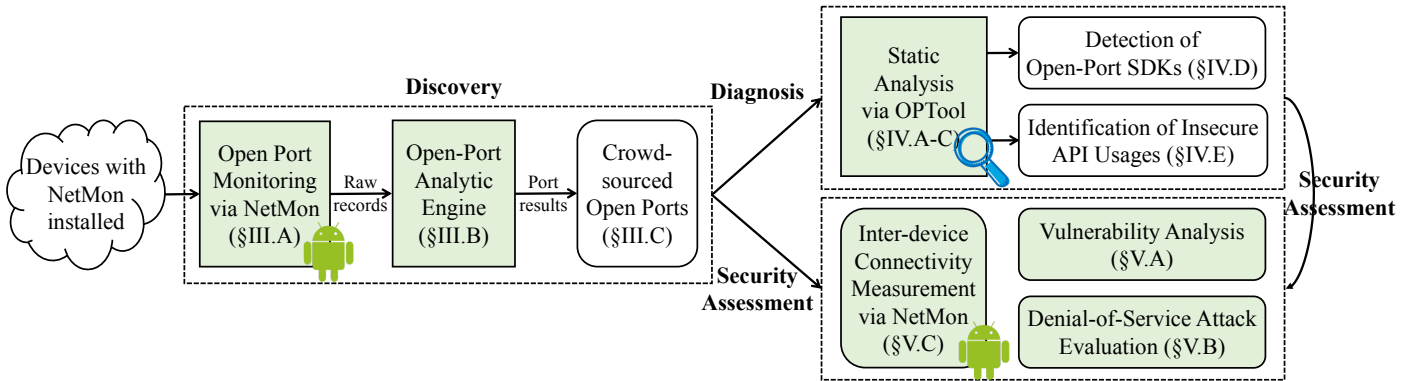 Devices with
NetMon
installed
Discovery
Open Port
Monitoring
via NetMon
(§III.A)
Raw
records
Open-Port
Analytic
Engine
(§III.B)
Port
results
Crowd-
sourced
Open Ports
(§III.C)
Diagnosis
Static
Analysis
via OPTool
(§IV.A-C)
Detection of
Open-Port SDKs (§IV.D)
Identification of Insecure
API Usages (§IV.E)
Security
Assessment
Security
Assessment
Inter-device
Connectivity
Measurement
via NetMon
(§V.C)
Vulnerability Analysis
(§V.A)
Denial-of-Service Attack
Evaluation (§V.B)